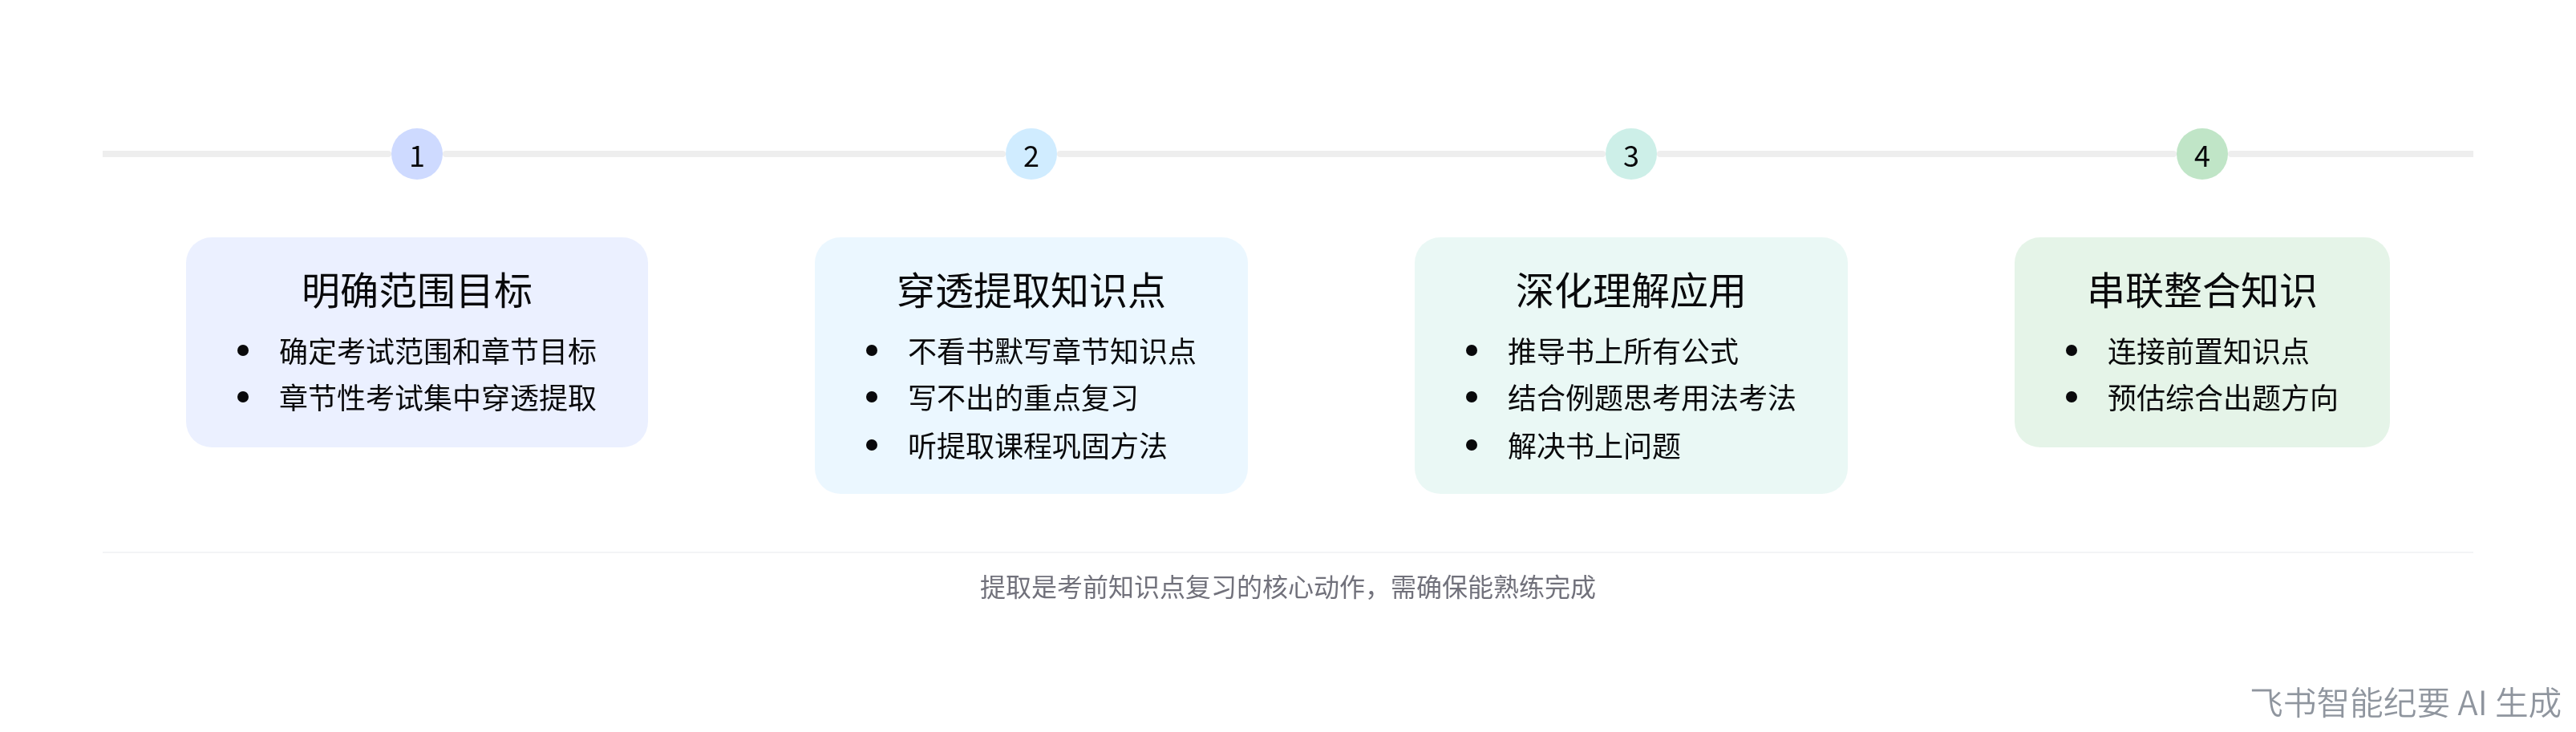 1
2
3
4
明确范围目标
• 确定考试范围和章节目标
• 章节性考试集中穿透提取
穿透提取知识点
• 不看书默写章节知识点
• 写不出的重点复习
• 听提取课程巩固方法
深化理解应用
• 推导书上所有公式
• 结合例题思考用法考法
• 解决书上问题
串联整合知识
• 连接前置知识点
• 预估综合出题方向
提取是考前知识点复习的核心动作，需确保能熟练完成
飞书智能纪要 AI 生成